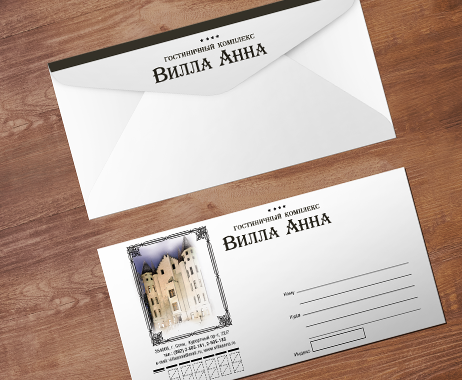 ГОСТИНИЧНЫЙ КОМПЛЕКС
ВИЛЛА АННА
ГОСТИНИЧНЫЙ КОМПЛЕКС
ВИЛЛА АННА
Кому
Куда
Индекс